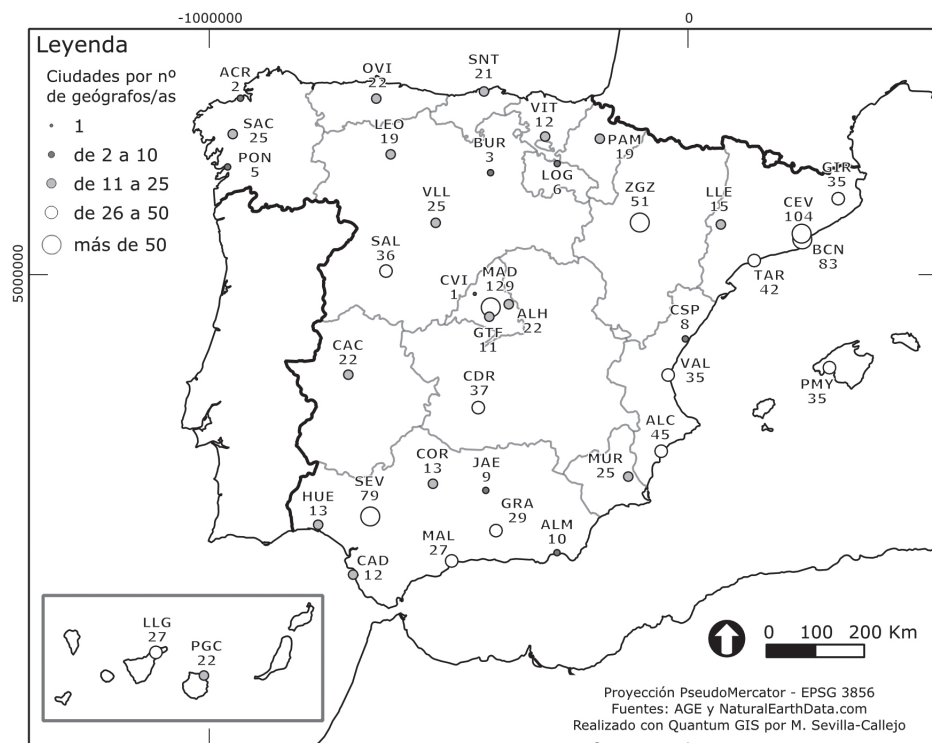 -1000000
0
5000000
Leyenda
Ciudades por nº
de geógrafos/as
1
de 2 a 10
de 11 a 25
de 26 a 50
más de 50
ACR
2
OVI
22
SNT
21
SAC
25
LEO
19
BUR
3
VIT
12
PAM
19
PON
5
LOG
6
VLL
25
ZGZ
51
LLE
15
GIR
35
CEV
104
BCN
83
SAL
36
TAR
42
CVI
1
MAD
129
ALH
22
GTF
11
CSP
8
CAC
22
CDR
37
VAL
35
PMY
35
ALC
45
COR
13
JAE
9
MUR
25
SEV
79
HUE
13
GRA
29
ALM
10
MAL
27
CAD
12
LLG
27
PGC
22
0 100 200 Km
Proyección PseudoMercator - EPSG 3856
Fuentes: AGE y NaturalEarthData.com
Realizado con Quantum GIS por M. Sevilla-Callejo